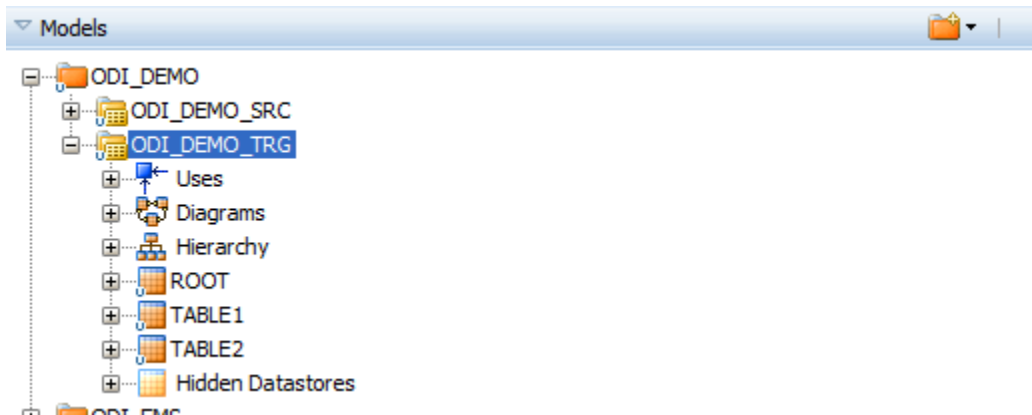 Models
ODI_DEMO
ODI_DEMO_SRC
ODI_DEMO_TRG
Uses
Diagrams
Hierarchy
ROOT
TABLE1
TABLE2
Hidden Datastores